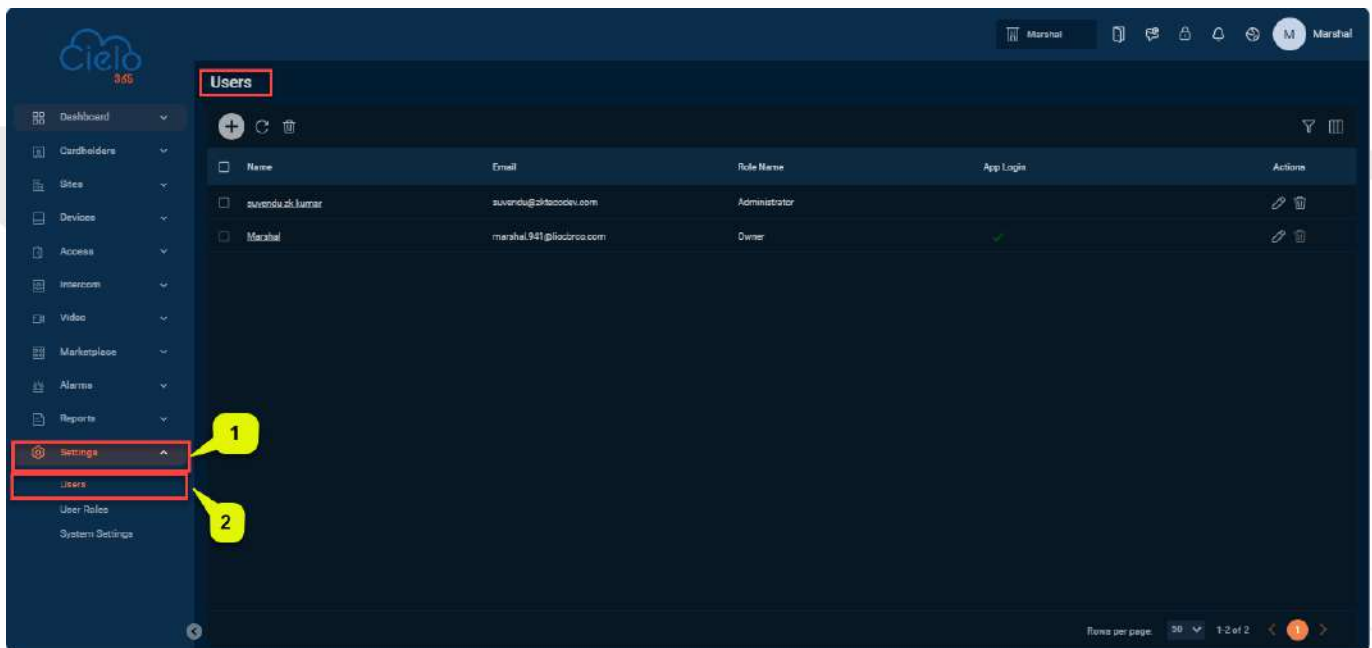 Cielo
365
Marshal
M
Marshal
Users
Dashboard
Cardholders
Sites
Devices
Access
Intercom
Video
Marketplace
Alarms
Reports
Settings
Users
User Roles
System Settings
Name Email Role Name App Login Actions
suvendu zk kumar suvendu@zktecodev.com Administrator
Marshal Owner
1
2
Rows per page: 50 1-2 of 2 1